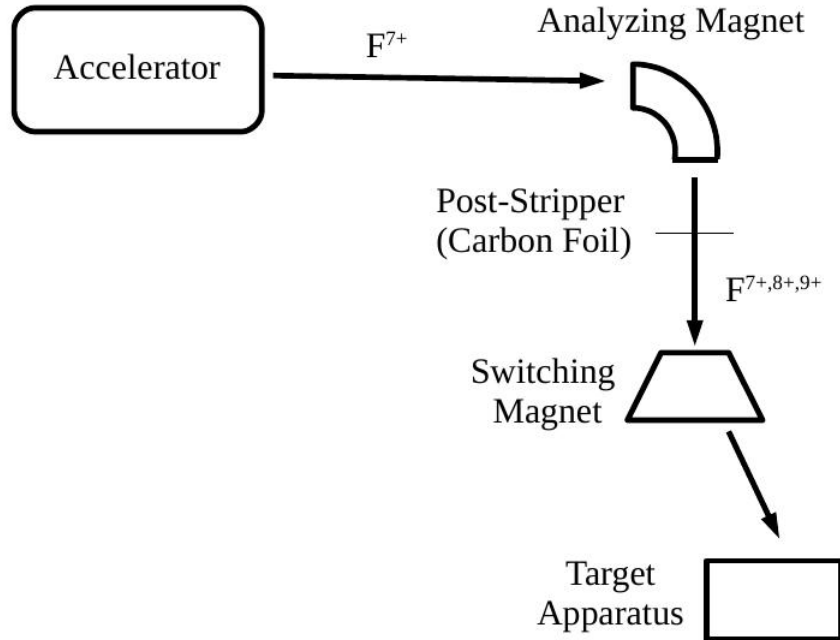 Analyzing Magnet
F7+
Accelerator
Post-Stripper
(Carbon Foil)
F7+,8+,9+
Switching
Magnet
Target
Apparatus